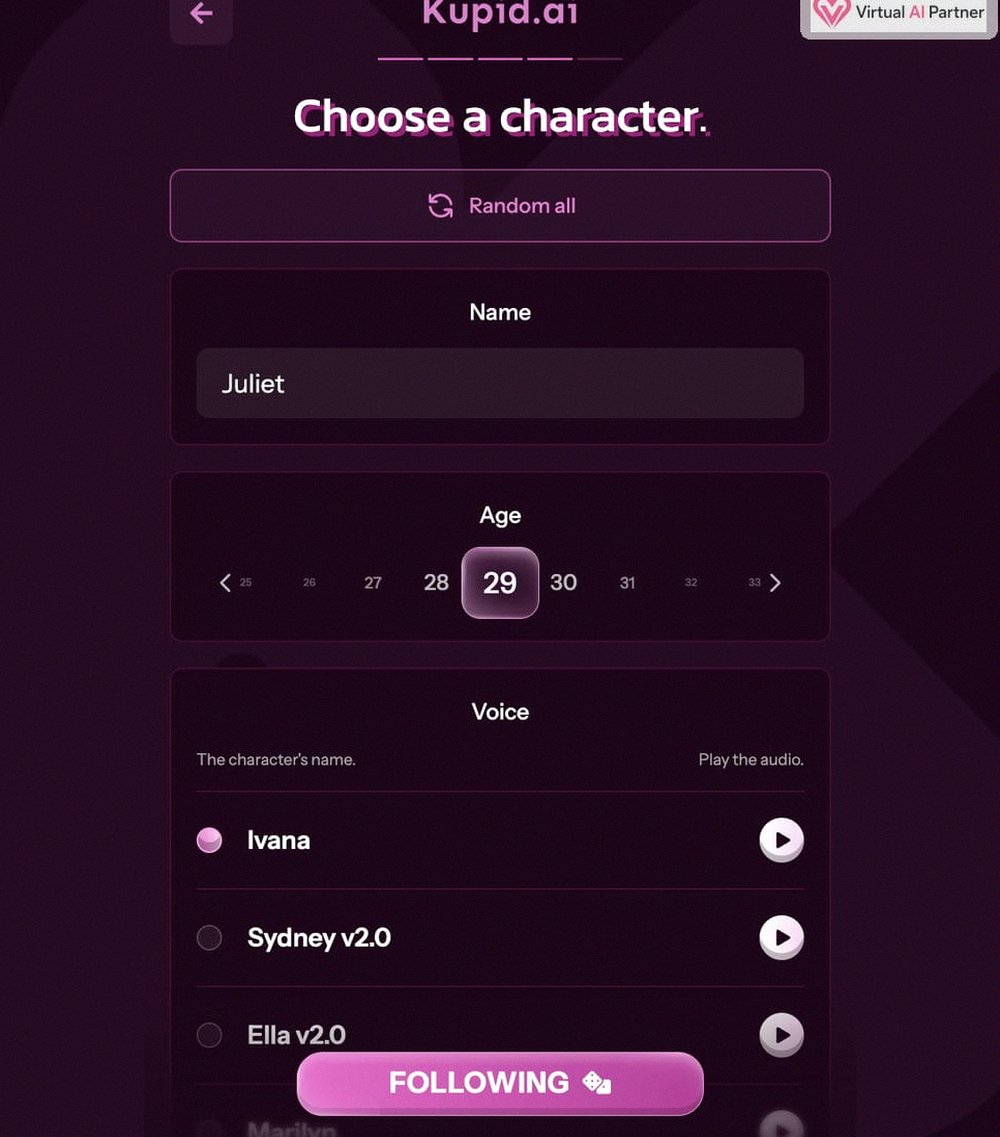 Kupid.ai
Virtual AI Partner
Choose a character.
Random all
Name
Juliet
Age
25 26 27 28 29 30 31 32 33
Voice
The character's name. Play the audio.
Ivana
Sydney v2.0
Ella v2.0
FOLLOWING
Marilyn